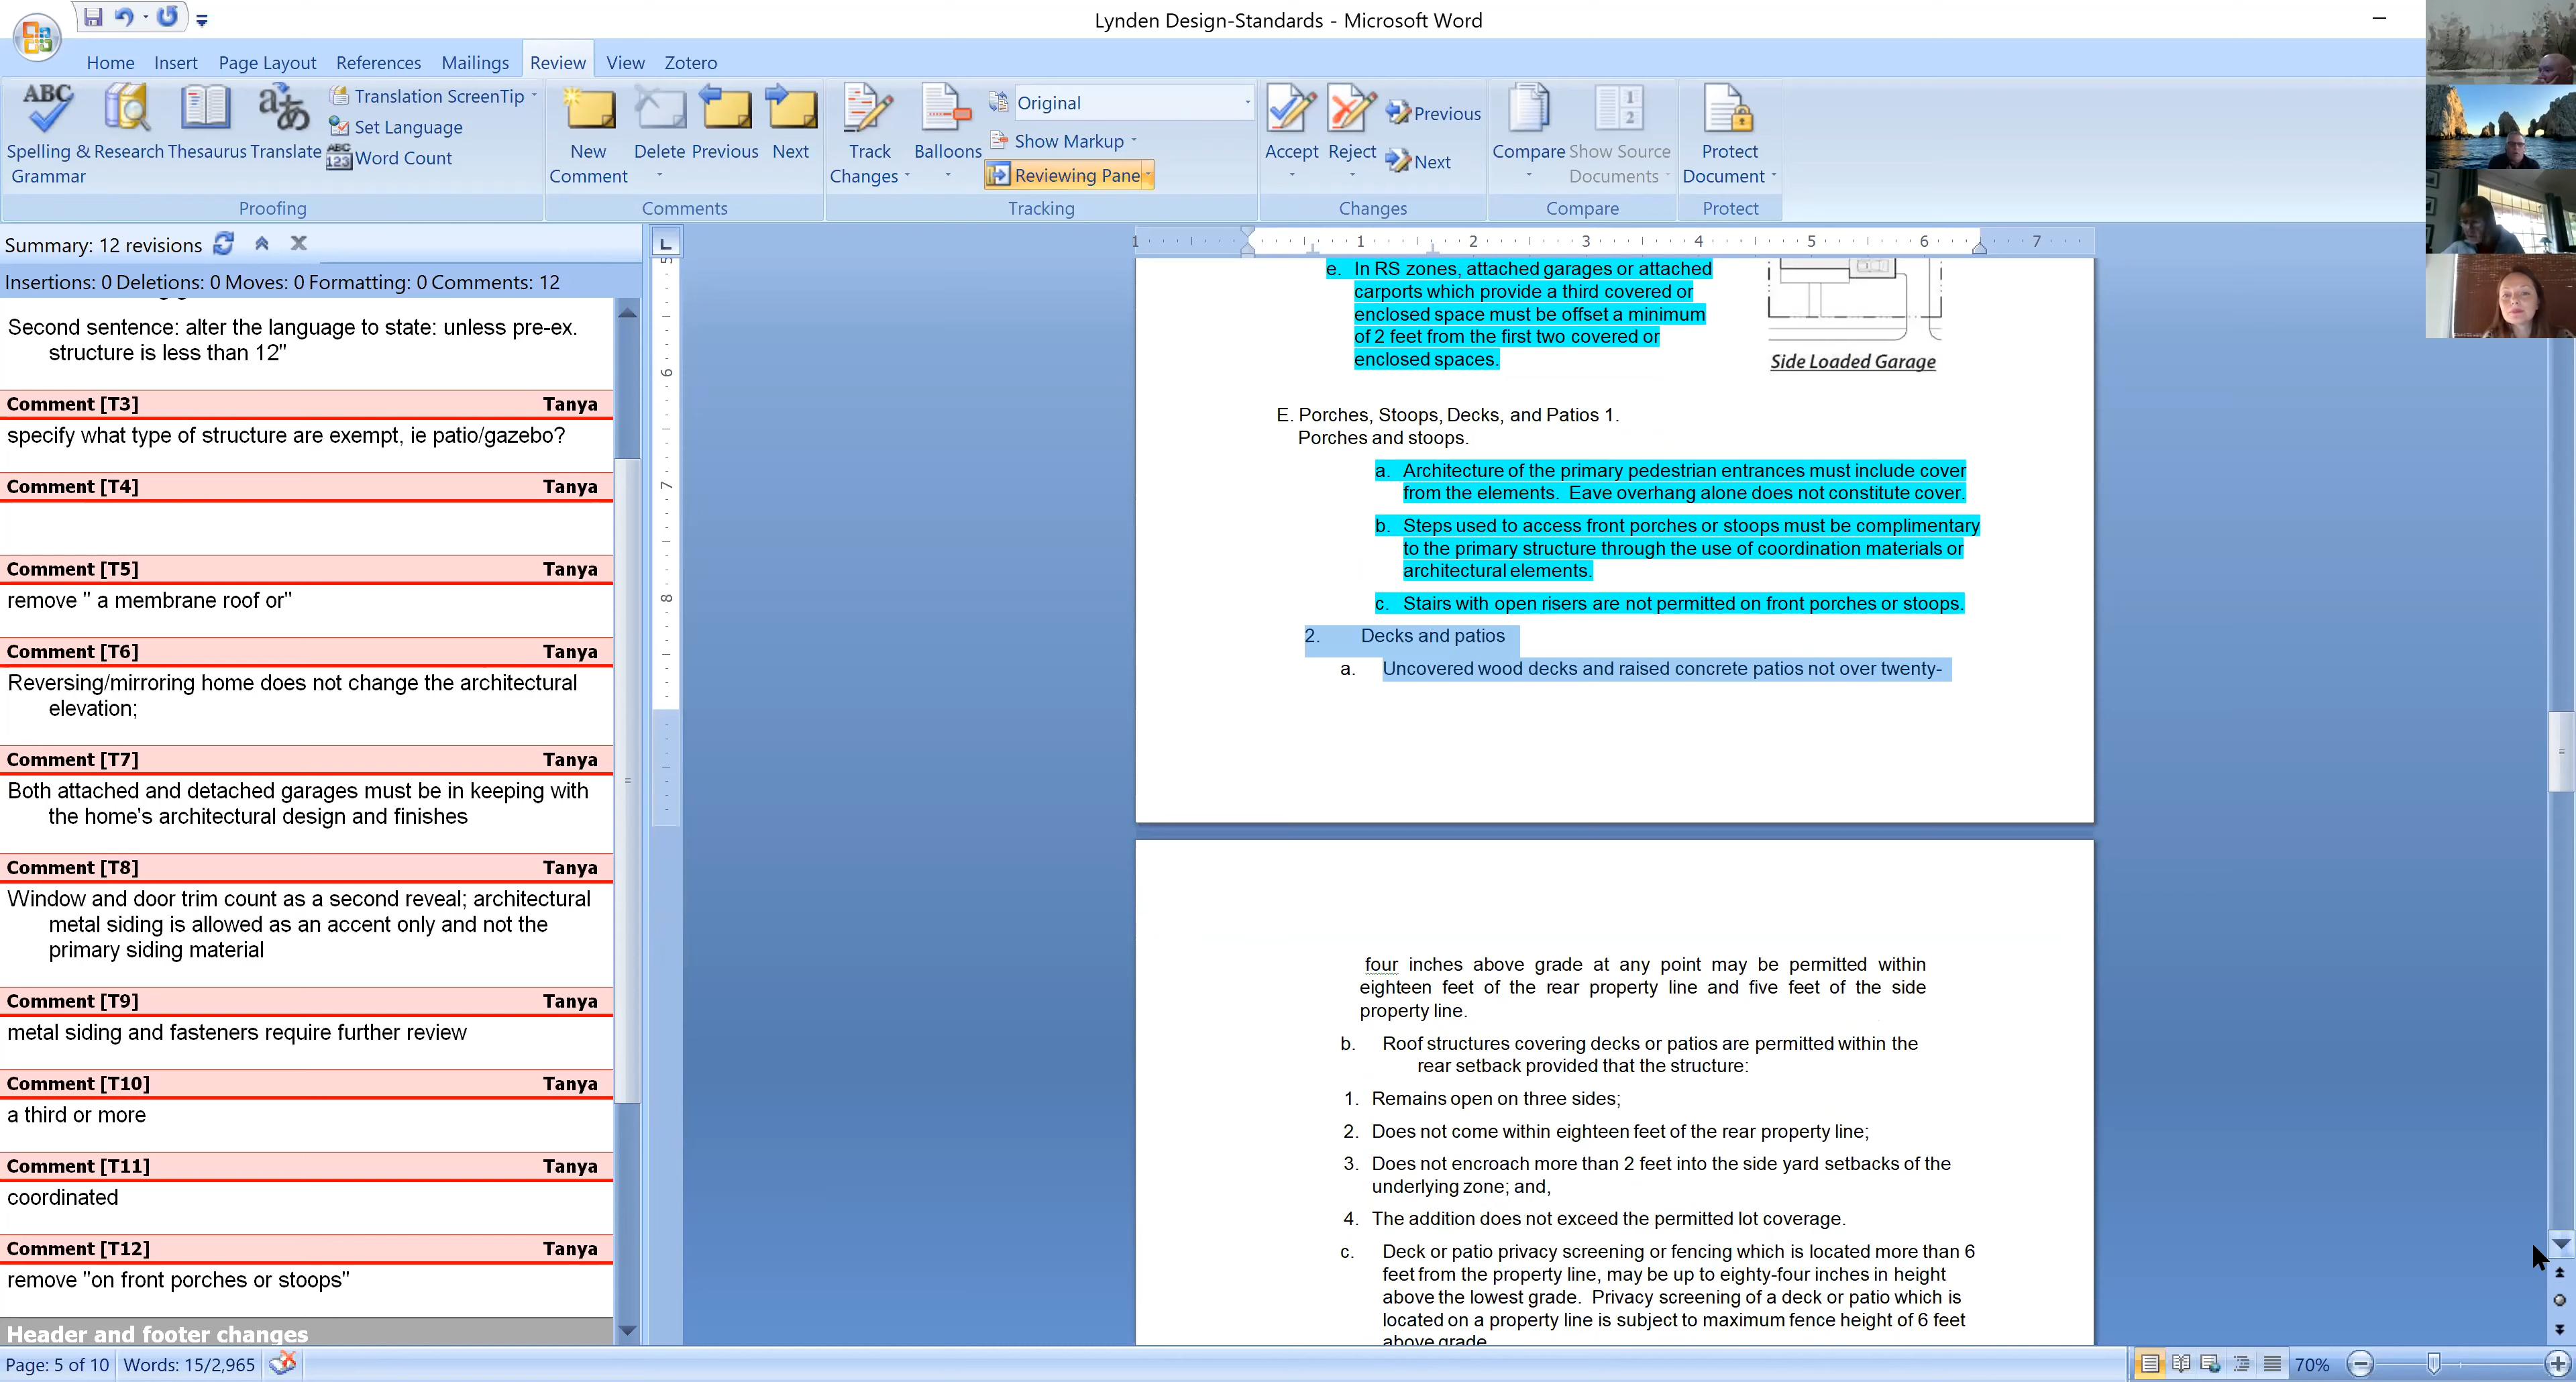 Lynden Design-Standards - Microsoft Word
Home Insert Page Layout References Mailings Review View Zotero
ABC
Spelling & Grammar
Research
Thesaurus
Translate
Translation ScreenTip
Set Language
ABC 123 Word Count
Proofing
New Comment
Delete
Previous
Next
Comments
Track Changes
Balloons
Original
Show Markup
Reviewing Pane
Tracking
Accept
Reject
Previous
Next
Changes
Compare
Show Source Documents
Compare
Protect Document
Protect
Summary: 12 revisions
Insertions: 0 Deletions: 0 Moves: 0 Formatting: 0 Comments: 12
Second sentence: alter the language to state: unless pre-ex.
structure is less than 12"
Comment [T3] Tanya
specify what type of structure are exempt, ie patio/gazebo?
Comment [T4] Tanya
Comment [T5] Tanya
remove " a membrane roof or"
Comment [T6] Tanya
Reversing/mirroring home does not change the architectural
elevation;
Comment [T7] Tanya
Both attached and detached garages must be in keeping with
the home's architectural design and finishes
Comment [T8] Tanya
Window and door trim count as a second reveal; architectural
metal siding is allowed as an accent only and not the
primary siding material
Comment [T9] Tanya
metal siding and fasteners require further review
Comment [T10] Tanya
a third or more
Comment [T11] Tanya
coordinated
Comment [T12] Tanya
remove "on front porches or stoops"
Header and footer changes
L
1 1 2 3 4 5 6 7
5
6
7
8
e. In RS zones, attached garages or attached
carports which provide a third covered or
enclosed space must be offset a minimum
of 2 feet from the first two covered or
enclosed spaces.
Side Loaded Garage
E. Porches, Stoops, Decks, and Patios 1.
Porches and stoops.
a. Architecture of the primary pedestrian entrances must include cover
from the elements. Eave overhang alone does not constitute cover.
b. Steps used to access front porches or stoops must be complimentary
to the primary structure through the use of coordination materials or
architectural elements.
c. Stairs with open risers are not permitted on front porches or stoops.
2. Decks and patios
a. Uncovered wood decks and raised concrete patios not over twenty-
four inches above grade at any point may be permitted within
eighteen feet of the rear property line and five feet of the side
property line.
b. Roof structures covering decks or patios are permitted within the
rear setback provided that the structure:
1. Remains open on three sides;
2. Does not come within eighteen feet of the rear property line;
3. Does not encroach more than 2 feet into the side yard setbacks of the
underlying zone; and,
4. The addition does not exceed the permitted lot coverage.
c. Deck or patio privacy screening or fencing which is located more than 6
feet from the property line, may be up to eighty-four inches in height
above the lowest grade. Privacy screening of a deck or patio which is
located on a property line is subject to maximum fence height of 6 feet
above grade
Page: 5 of 10 Words: 15/2,965 70%